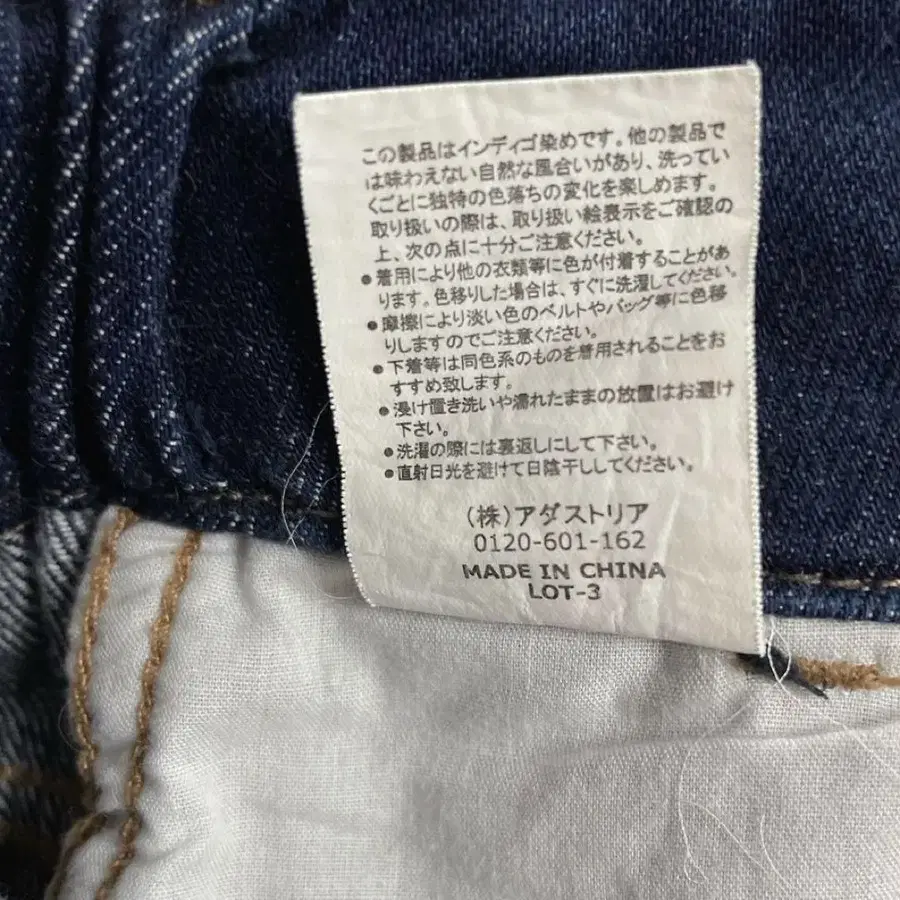 この製品はインディゴ染めです。他の製品で
は味わえない自然な風合いがあり、洗ってい
くごとに独特の色落ちの変化を楽しめます。
取り扱いの際は、取り扱い絵表示をご確認の
上、次の点に十分ご注意ください。
●着用により他の衣類等に色が付着することがあ
ります。色移りした場合は、すぐに洗濯してください。
●摩擦により淡い色のベルトやバッグ等に色移
りしますのでご注意ください。
●下着等は同色系のものを着用されることをお
すすめ致します。
●浸け置き洗いや濡れたままの放置はお避け
下さい。
●洗濯の際には裏返しにして下さい。
●直射日光を避けて日陰干ししてください。
(株)アダストリア
0120-601-162
MADE IN CHINA
LOT-3